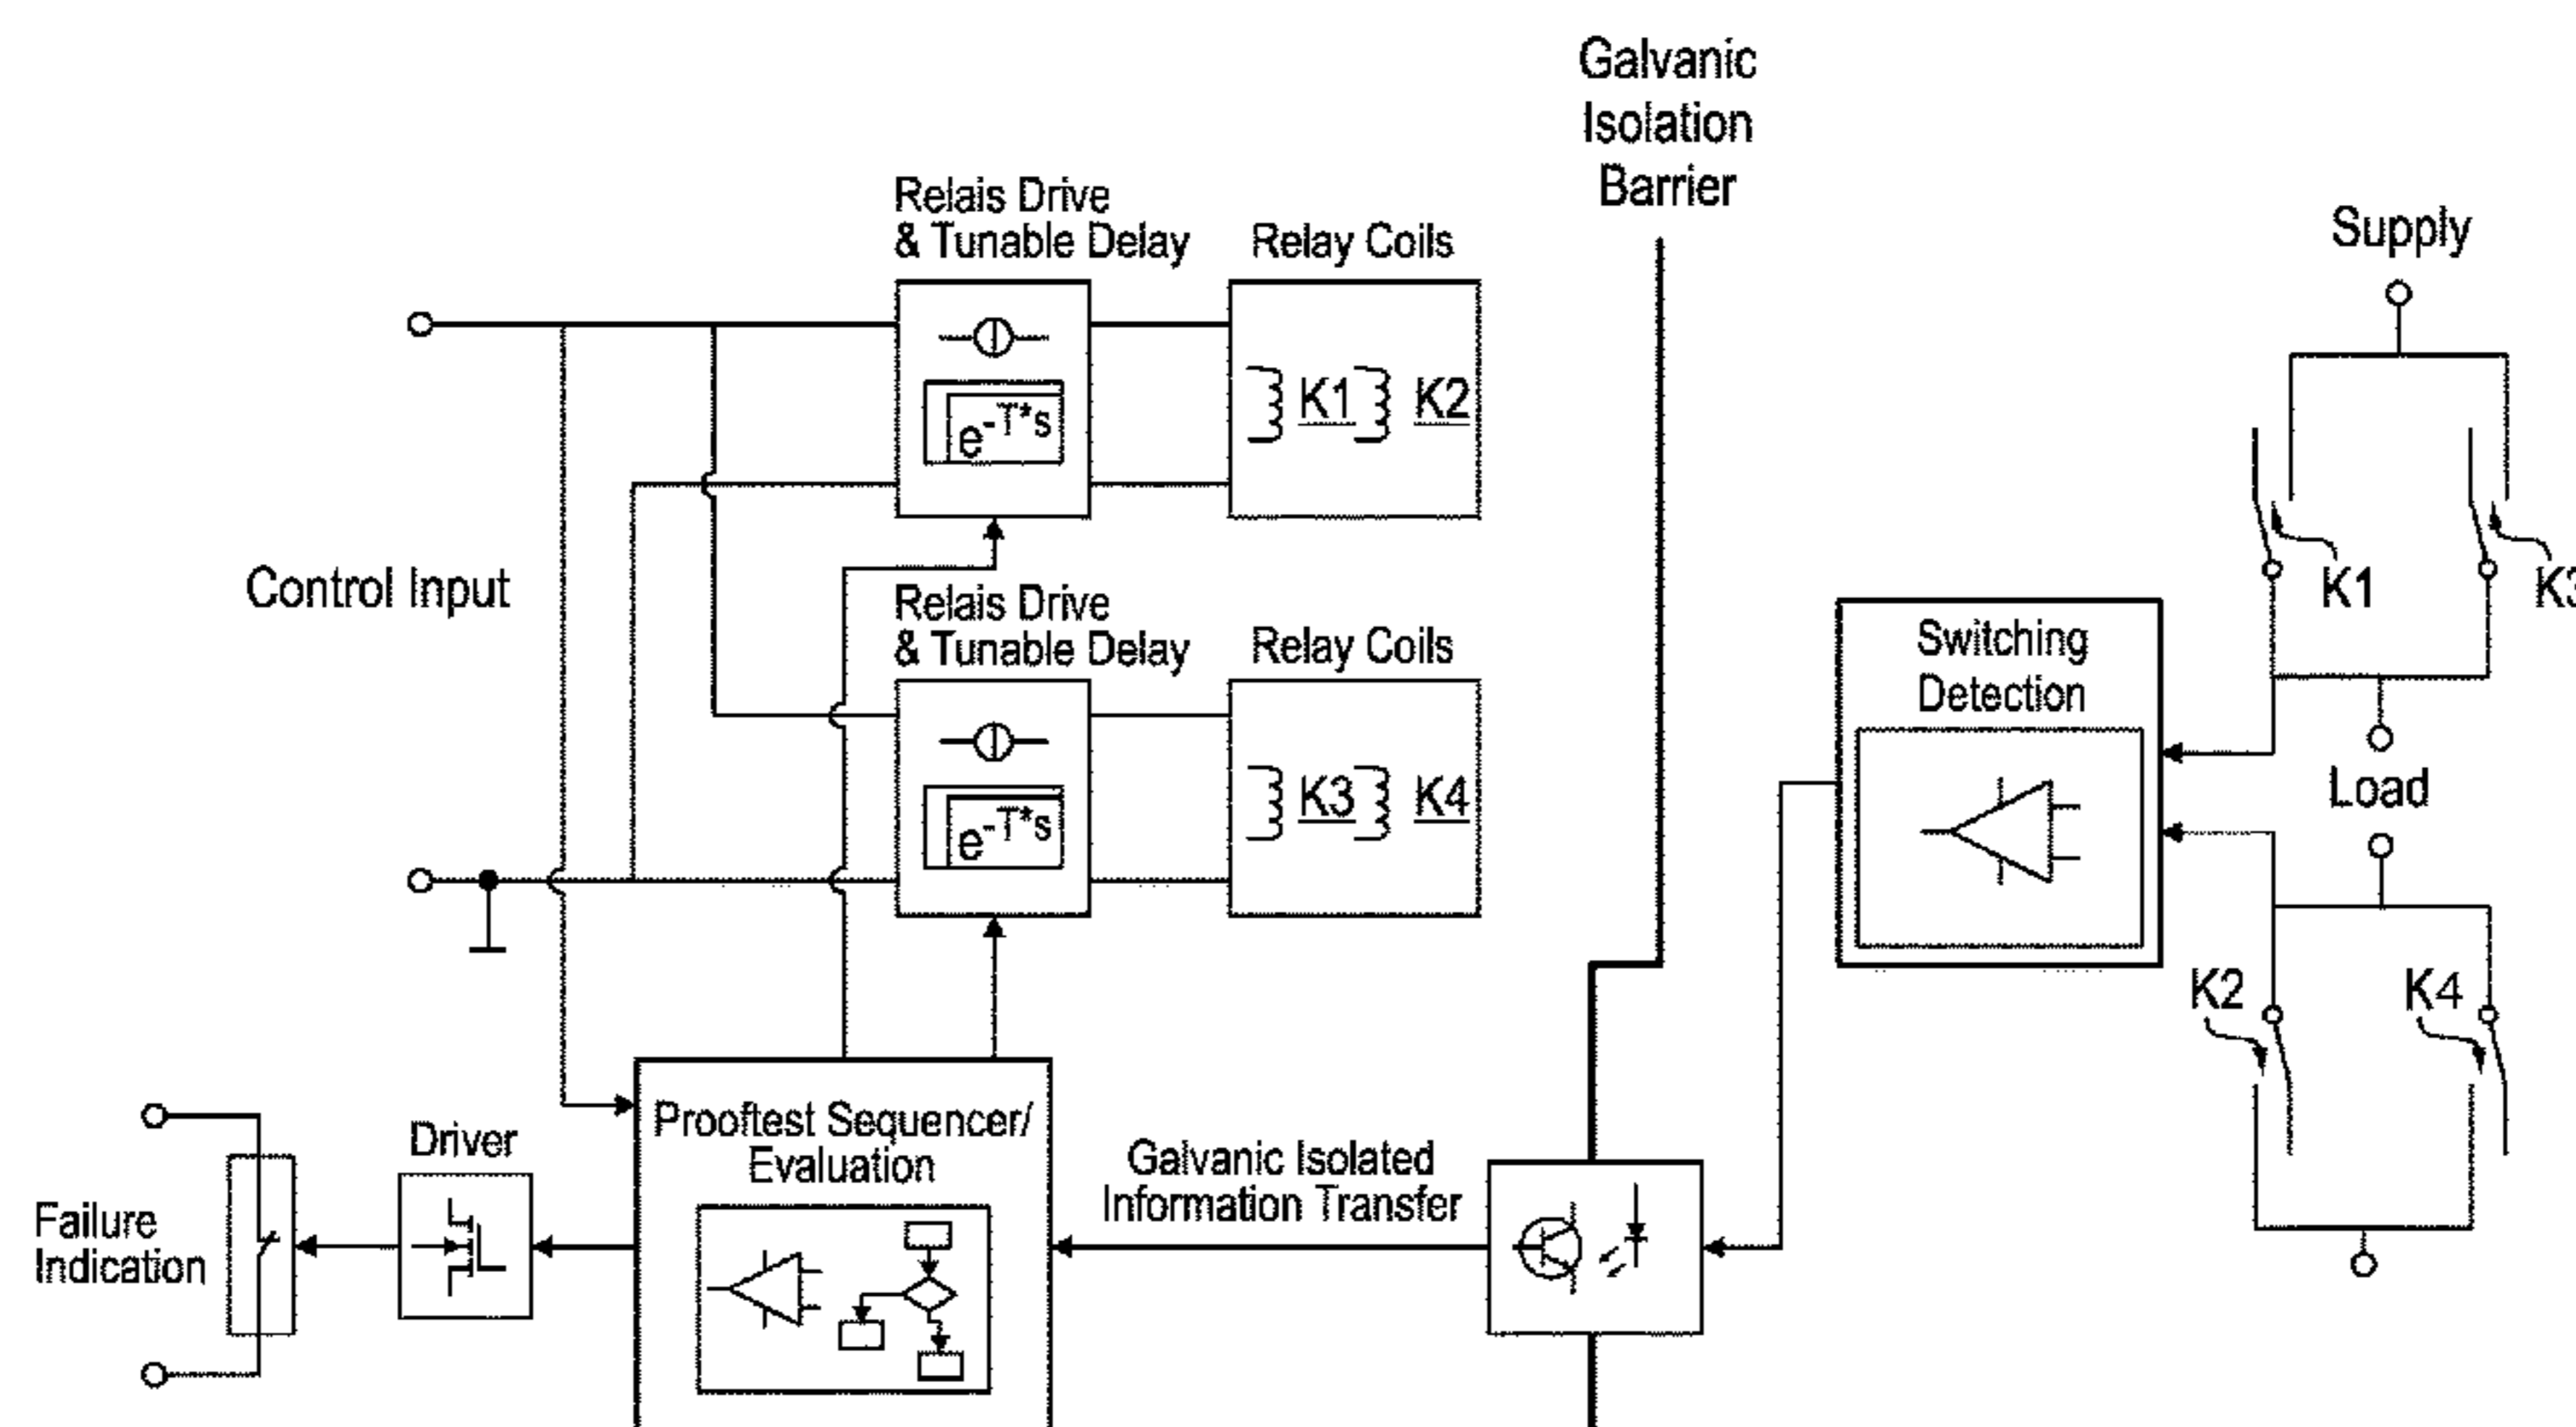 Galvanic
Isolation
Barrier
Relais Drive
& Tunable Delay
Relay Coils
Supply
e-T*s
K1
K2
Control Input
K1
K3
Relais Drive
& Tunable Delay
Relay Coils
Switching
Detection
e-T*s
K3
K4
Load
K2
K4
Prooftest Sequencer/
Evaluation
Driver
Galvanic Isolated
Information Transfer
Failure
Indication